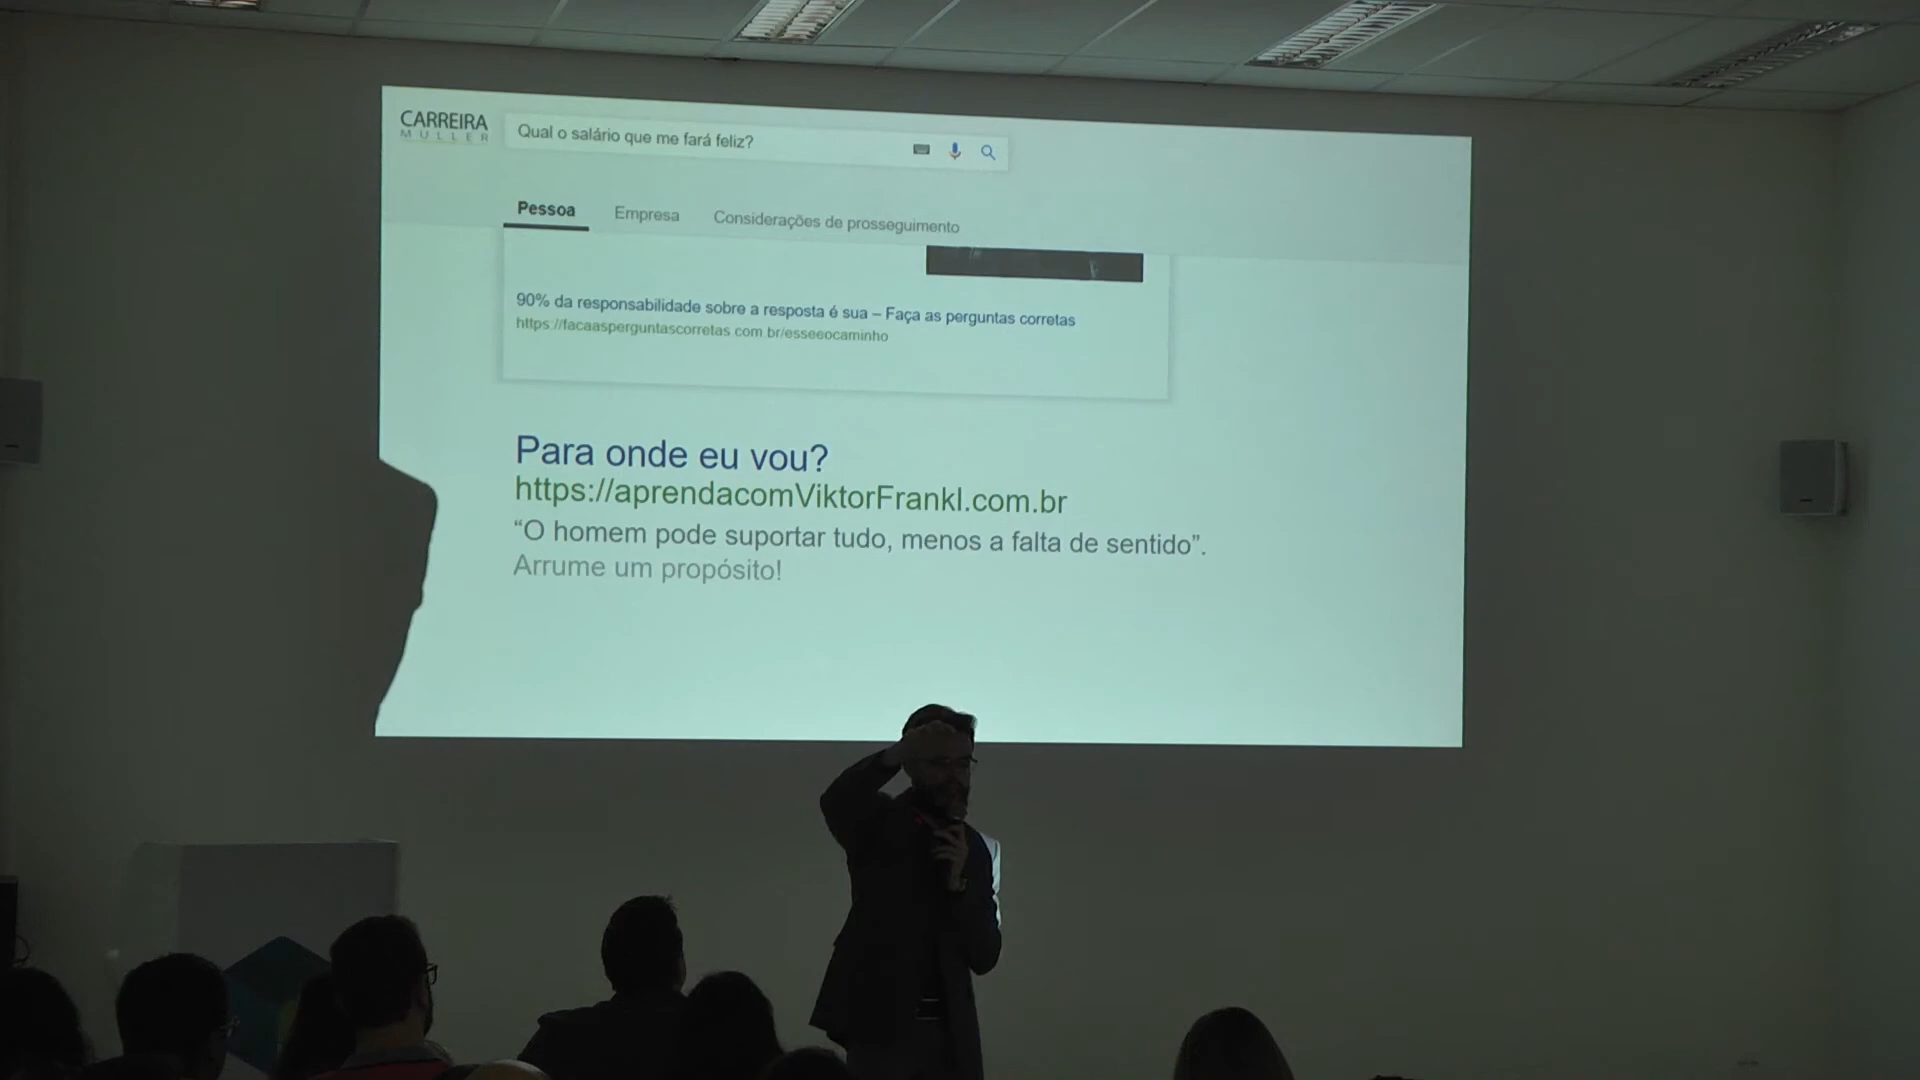 CARREIRA
MULLER
Qual o salário que me fará feliz?
Pessoa Empresa Considerações de prosseguimento
90% da responsabilidade sobre a resposta é sua – Faça as perguntas corretas
https://facaasperguntascorretas.com.br/esseeocaminho
Para onde eu vou?
https://aprendacomViktorFrankl.com.br
“O homem pode suportar tudo, menos a falta de sentido”.
Arrume um propósito!